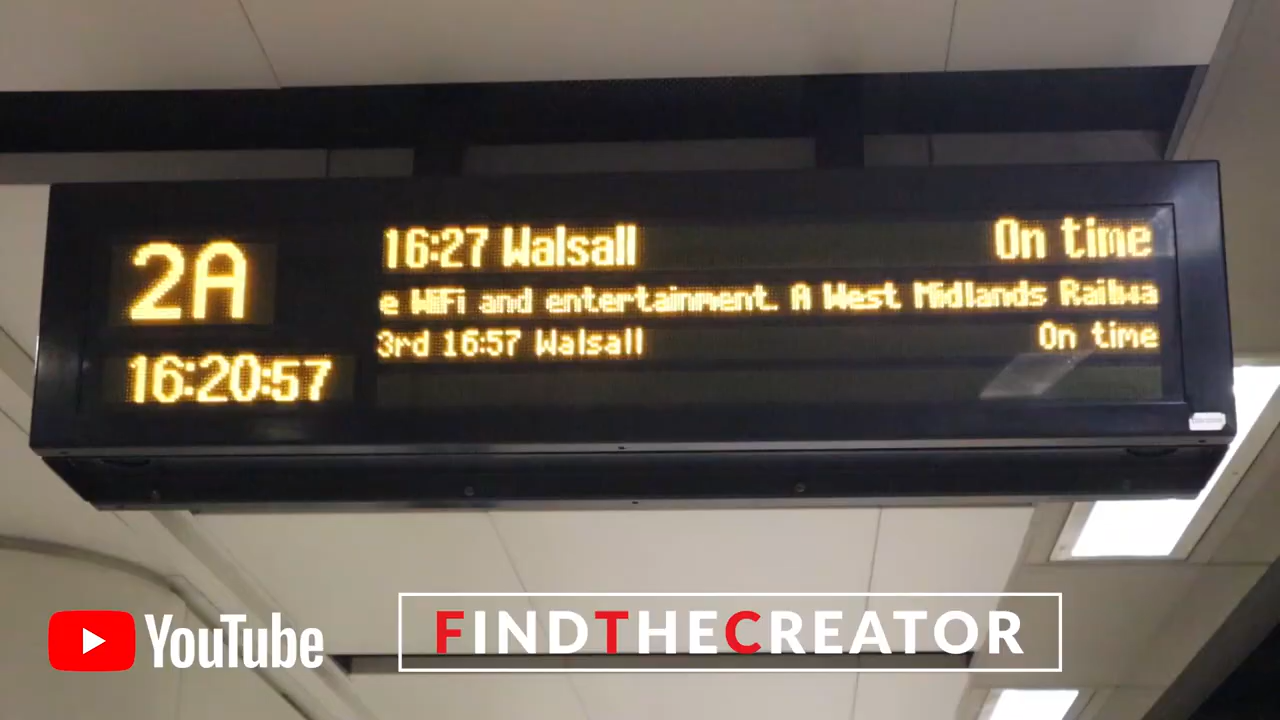 2A
16:27 Walsall On time
e WiFi and entertainment. A West Midlands Railwa
3rd 16:57 Walsall On time
16:20:57
YouTube
FINDTHECREATOR